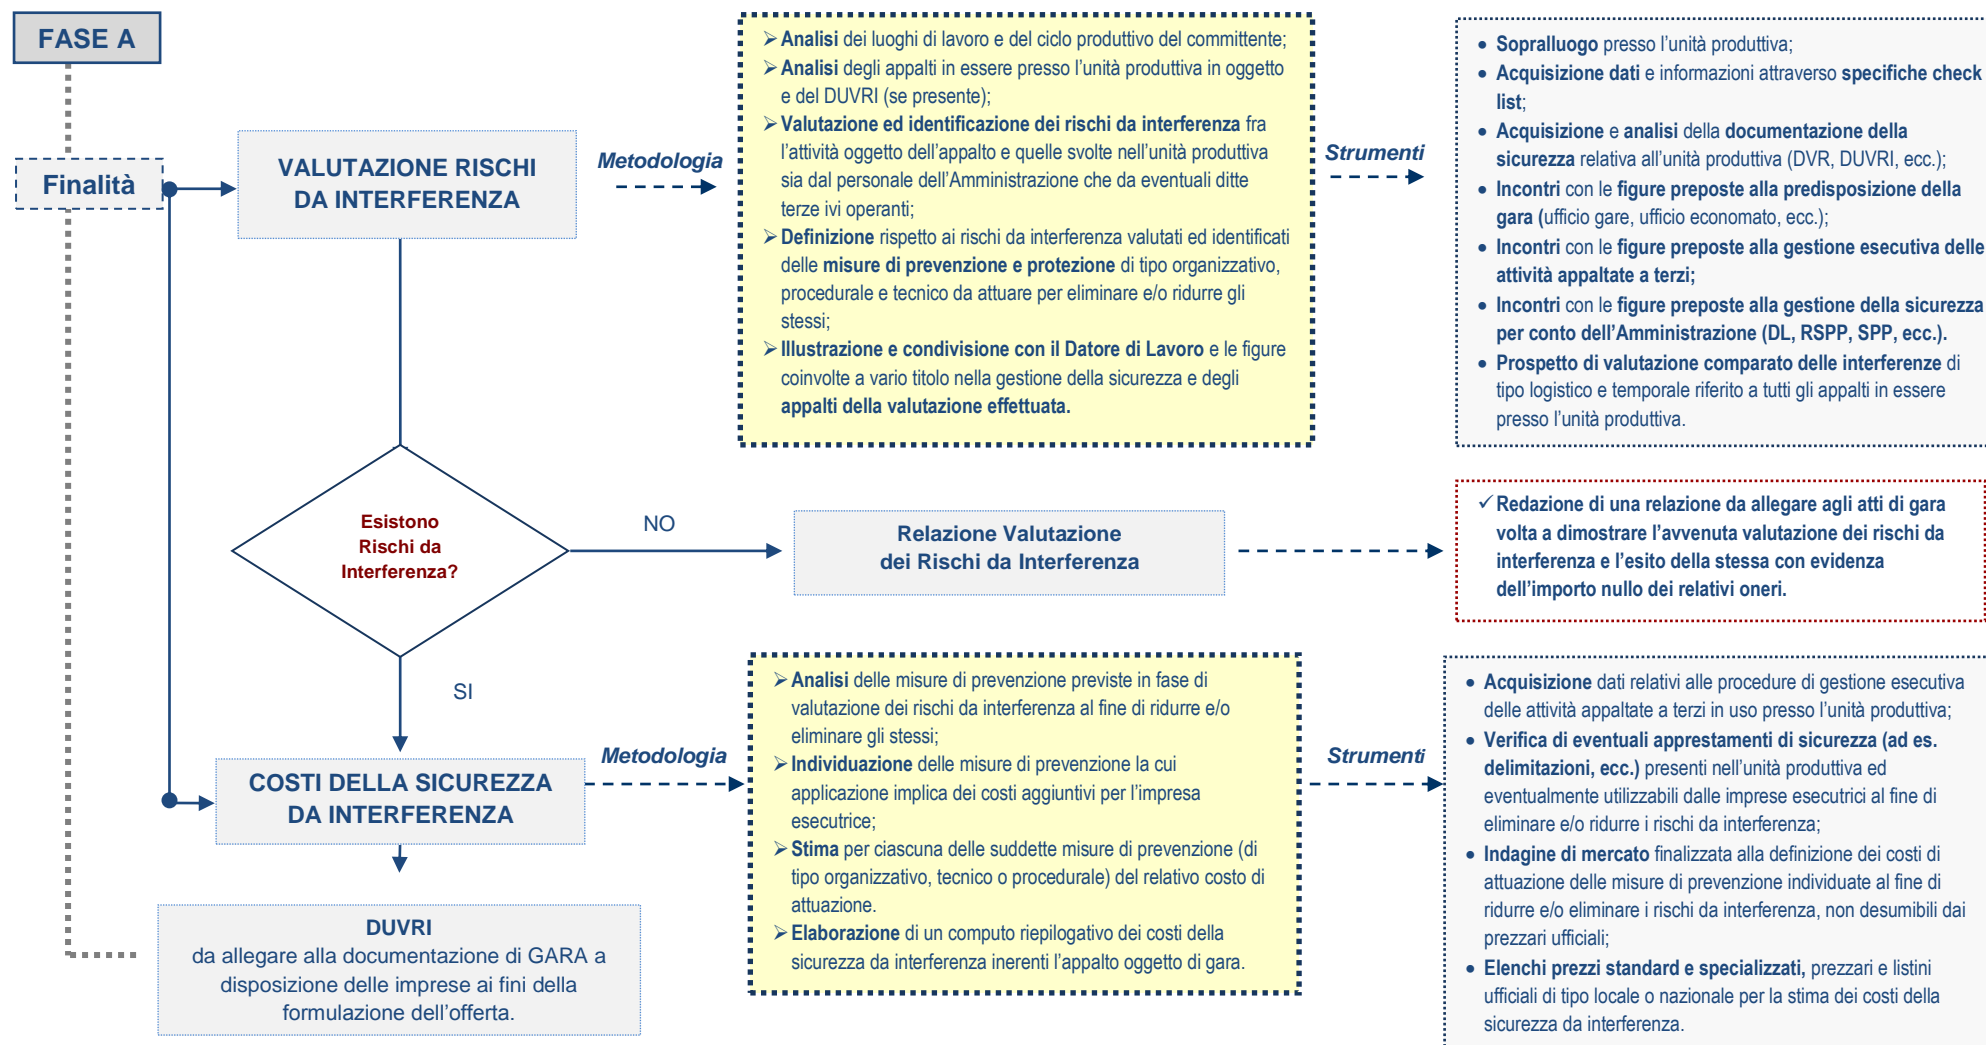 FASE A
Finalità
VALUTAZIONE RISCHI
DA INTERFERENZA
Metodologia
➢ Analisi dei luoghi di lavoro e del ciclo produttivo del committente;
➢ Analisi degli appalti in essere presso l’unità produttiva in oggetto
e del DUVRI (se presente);
➢ Valutazione ed identificazione dei rischi da interferenza fra
l’attività oggetto dell’appalto e quelle svolte nell’unità produttiva
sia dal personale dell’Amministrazione che da eventuali ditte
terze ivi operanti;
➢ Definizione rispetto ai rischi da interferenza valutati ed identificati
delle misure di prevenzione e protezione di tipo organizzativo,
procedurale e tecnico da attuare per eliminare e/o ridurre gli
stessi;
➢ Illustrazione e condivisione con il Datore di Lavoro e le figure
coinvolte a vario titolo nella gestione della sicurezza e degli
appalti della valutazione effettuata.
Strumenti
• Sopralluogo presso l’unità produttiva;
• Acquisizione dati e informazioni attraverso specifiche check
list;
• Acquisizione e analisi della documentazione della
sicurezza relativa all’unità produttiva (DVR, DUVRI, ecc.);
• Incontri con le figure preposte alla predisposizione della
gara (ufficio gare, ufficio economato, ecc.);
• Incontri con le figure preposte alla gestione esecutiva delle
attività appaltate a terzi;
• Incontri con le figure preposte alla gestione della sicurezza
per conto dell’Amministrazione (DL, RSPP, SPP, ecc.).
• Prospetto di valutazione comparato delle interferenze di
tipo logistico e temporale riferito a tutti gli appalti in essere
presso l’unità produttiva.
Esistono
Rischi da
Interferenza?
NO
Relazione Valutazione
dei Rischi da Interferenza
✓ Redazione di una relazione da allegare agli atti di gara
volta a dimostrare l’avvenuta valutazione dei rischi da
interferenza e l’esito della stessa con evidenza
dell’importo nullo dei relativi oneri.
SI
COSTI DELLA SICUREZZA
DA INTERFERENZA
Metodologia
➢ Analisi delle misure di prevenzione previste in fase di
valutazione dei rischi da interferenza al fine di ridurre e/o
eliminare gli stessi;
➢ Individuazione delle misure di prevenzione la cui
applicazione implica dei costi aggiuntivi per l’impresa
esecutrice;
➢ Stima per ciascuna delle suddette misure di prevenzione (di
tipo organizzativo, tecnico o procedurale) del relativo costo di
attuazione.
➢ Elaborazione di un computo riepilogativo dei costi della
sicurezza da interferenza inerenti l’appalto oggetto di gara.
Strumenti
• Acquisizione dati relativi alle procedure di gestione esecutiva
delle attività appaltate a terzi in uso presso l’unità produttiva;
• Verifica di eventuali apprestamenti di sicurezza (ad es.
delimitazioni, ecc.) presenti nell’unità produttiva ed
eventualmente utilizzabili dalle imprese esecutrici al fine di
eliminare e/o ridurre i rischi da interferenza;
• Indagine di mercato finalizzata alla definizione dei costi di
attuazione delle misure di prevenzione individuate al fine di
ridurre e/o eliminare i rischi da interferenza, non desumibili dai
prezzari ufficiali;
• Elenchi prezzi standard e specializzati, prezzari e listini
ufficiali di tipo locale o nazionale per la stima dei costi della
sicurezza da interferenza.
DUVRI
da allegare alla documentazione di GARA a
disposizione delle imprese ai fini della
formulazione dell’offerta.